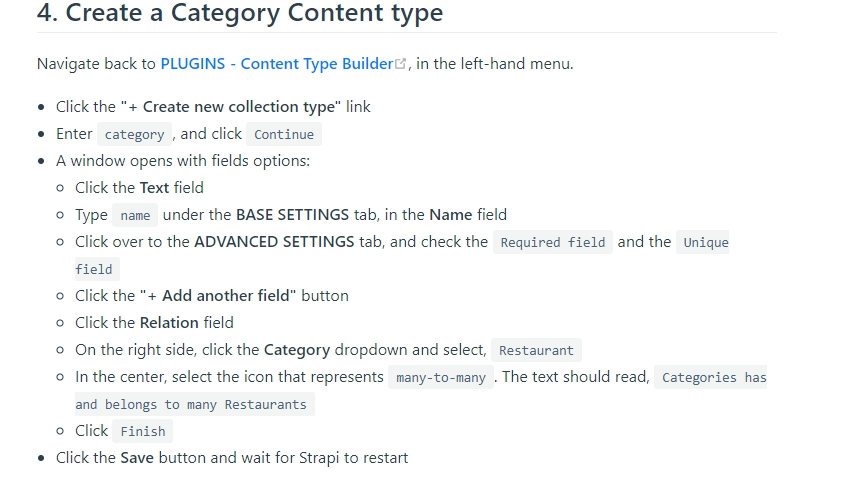 4. Create a Category Content type
Navigate back to PLUGINS - Content Type Builder, in the left-hand menu.
Click the "+ Create new collection type" link
Enter category , and click Continue
A window opens with fields options:
Click the Text field
Type name under the BASE SETTINGS tab, in the Name field
Click over to the ADVANCED SETTINGS tab, and check the Required field and the Unique
field
Click the "+ Add another field" button
Click the Relation field
On the right side, click the Category dropdown and select, Restaurant
In the center, select the icon that represents many-to-many . The text should read, Categories has
and belongs to many Restaurants
Click Finish
Click the Save button and wait for Strapi to restart